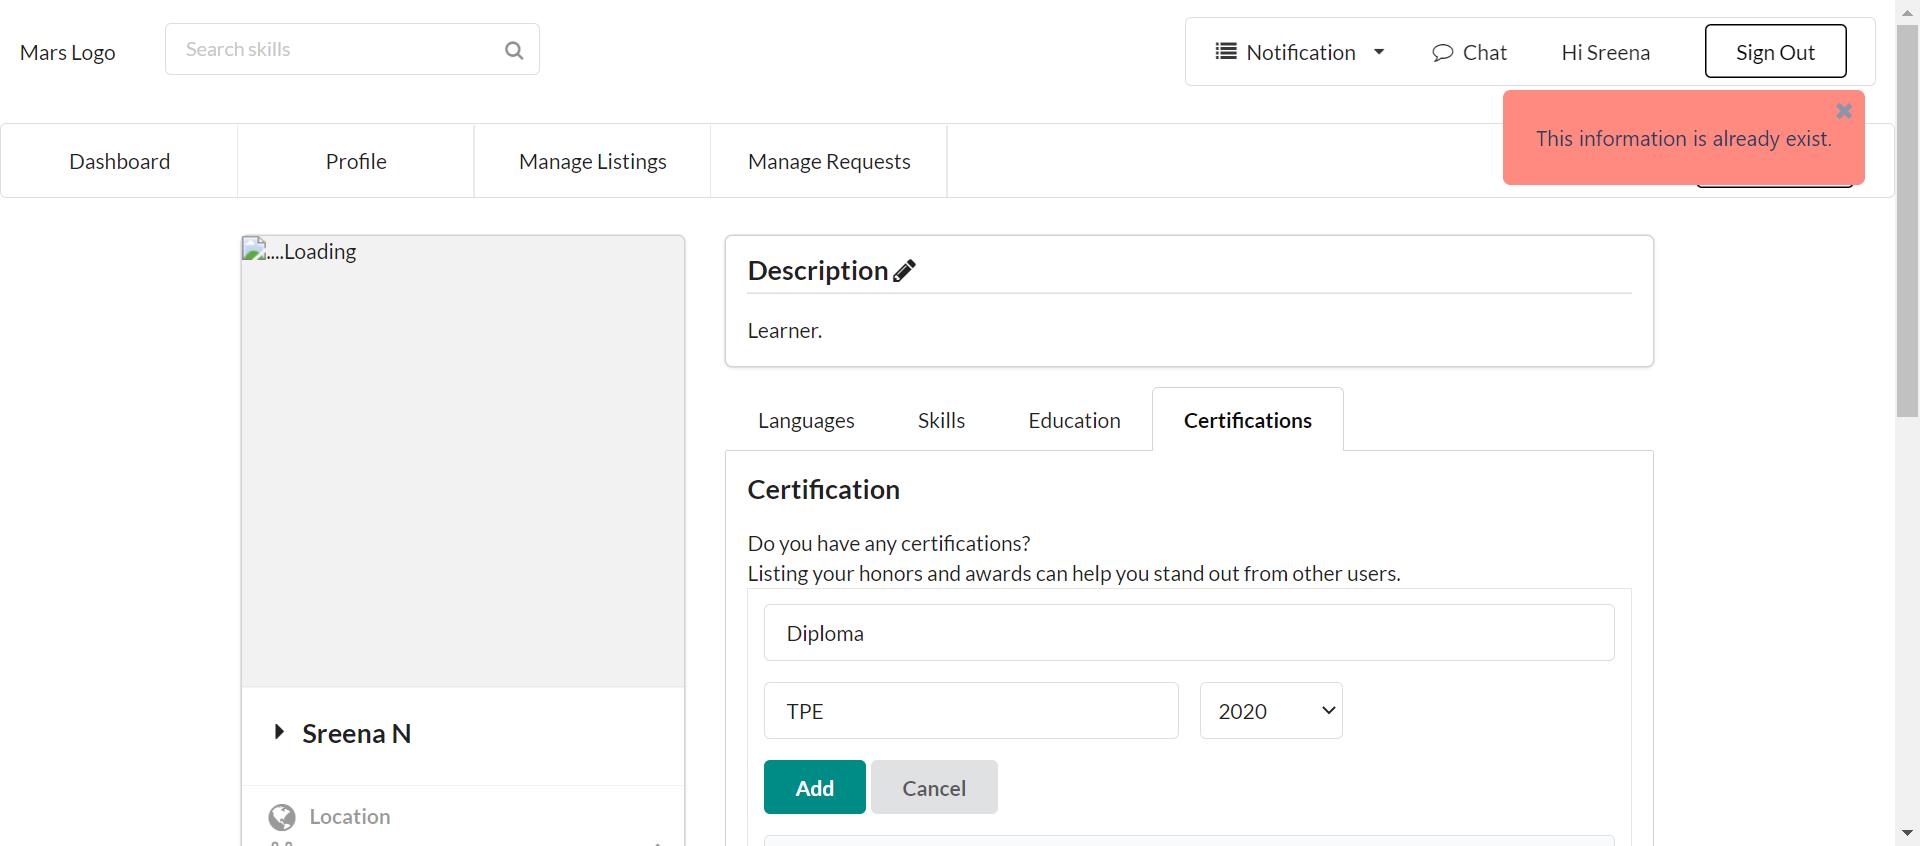 Mars Logo
Search skills
Notification
Chat
Hi Sreena
Sign Out
This information is already exist.
Dashboard
Profile
Manage Listings
Manage Requests
....Loading
Description
Learner.
Languages
Skills
Education
Certifications
Certification
Do you have any certifications?
Listing your honors and awards can help you stand out from other users.
Diploma
TPE
2020
Add
Cancel
Sreena N
Location